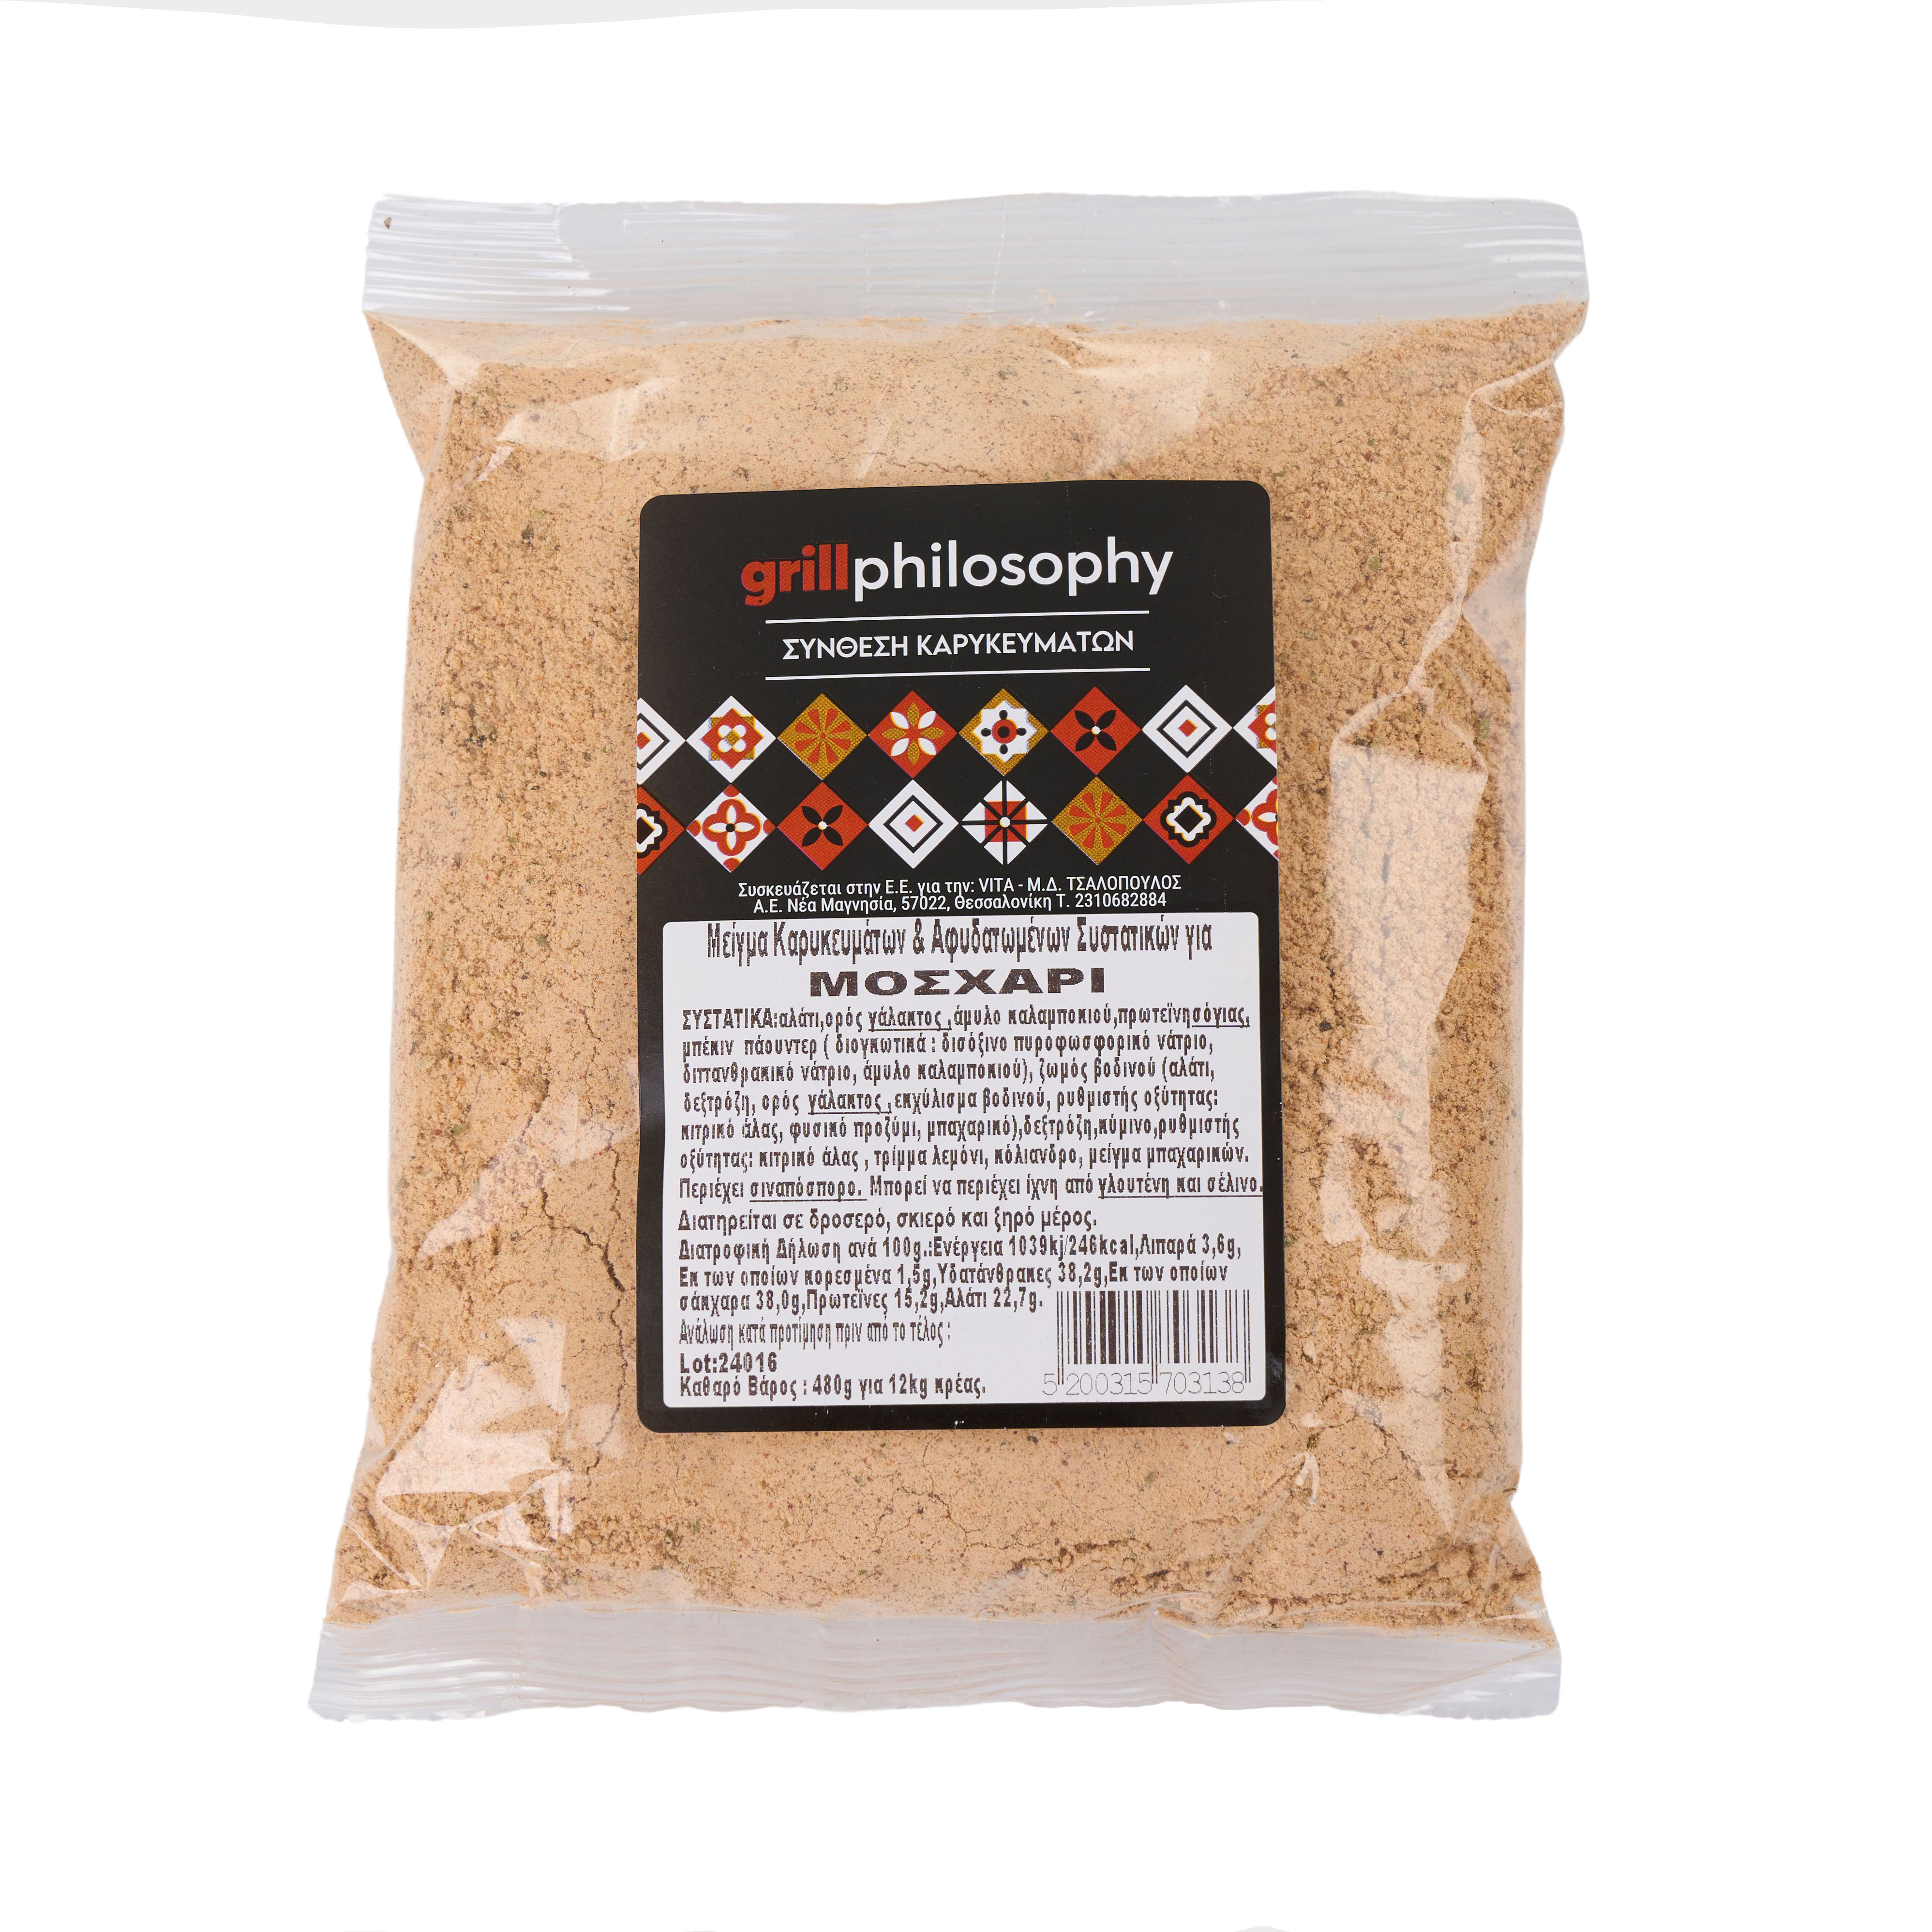 grillphilosophy
ΣΥΝΘΕΣΗ ΚΑΡΥΚΕΥΜΑΤΩΝ
Συσκευάζεται στην Ε.Ε. για την: VITA - Μ.Δ. ΤΣΑΛΟΠΟΥΛΟΣ
Α.Ε. Νέα Μαγνησία, 57022, Θεσσαλονίκη Τ. 2310682884
Μείγμα Καρυκευμάτων & Αφυδατωμένων Συστατικών για
ΜΟΣΧΑΡΙ
ΣΥΣΤΑΤΙΚΑ:αλάτι,ορός γάλακτος ,άμυλο καλαμποκιού,πρωτεΐνησόγιας,
μπέκιν πάουντερ ( διογκωτικά : δισόξινο πυροφωσφορικό νάτριο,
διττανθρακικό νάτριο, άμυλο καλαμποκιού), ζωμός βοδινού (αλάτι,
δεξτρόζη, ορός γάλακτος ,εκχύλισμα βοδινού, ρυθμιστής οξύτητας:
κιτρικό άλας, φυσικό προζύμι, μπαχαρικό),δεξτρόζη,κύμινο,ρυθμιστής
οξύτητας: κιτρικό άλας , τρίμμα λεμόνι, κόλιανδρο, μείγμα μπαχαρικών.
Περιέχει σιναπόσπορο. Μπορεί να περιέχει ίχνη από γλουτένη και σέλινο.
Διατηρείται σε δροσερό, σκιερό και ξηρό μέρος.
Διατροφική Δήλωση ανά 100g.:Ενέργεια 1039kj/246kcal,Λιπαρά 3,6g,
Εκ των οποίων κορεσμένα 1,5g,Υδατάνθρακες 38,2g,Εκ των οποίων
σάκχαρα 38,0g,Πρωτεΐνες 15,2g,Αλάτι 22,7g.
Ανάλωση κατά προτίμηση πριν από το τέλος :
Lot:24016
Καθαρό Βάρος : 480g για 12kg κρέας.
5 200315 703138